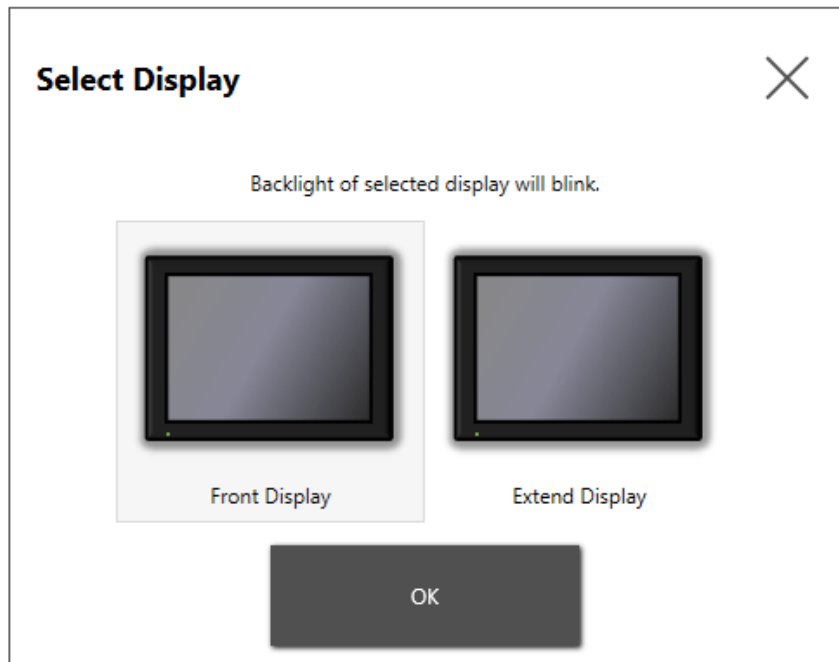 Select Display
Backlight of selected display will blink.
Front Display
Extend Display
OK